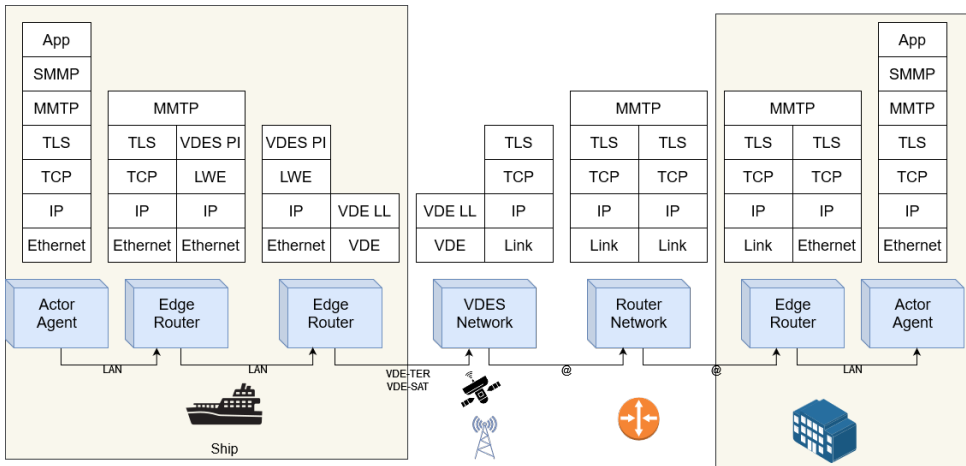 App
SMMP
MMTP
TLS
TCP
IP
Ethernet
MMTP
TLS VDES PI
TCP LWE
IP IP
Ethernet Ethernet
VDES PI
LWE
IP VDE LL
Ethernet VDE
TLS
TCP
VDE LL IP
VDE Link
MMTP
TLS TLS
TCP TCP
IP IP
Link Link
MMTP
TLS TLS
TCP TCP
IP IP
Link Ethernet
App
SMMP
MMTP
TLS
TCP
IP
Ethernet
Actor
Agent
Edge
Router
Edge
Router
VDES
Network
Router
Network
Edge
Router
Actor
Agent
LAN
LAN
VDE-TER
VDE-SAT
@
@
LAN
Ship